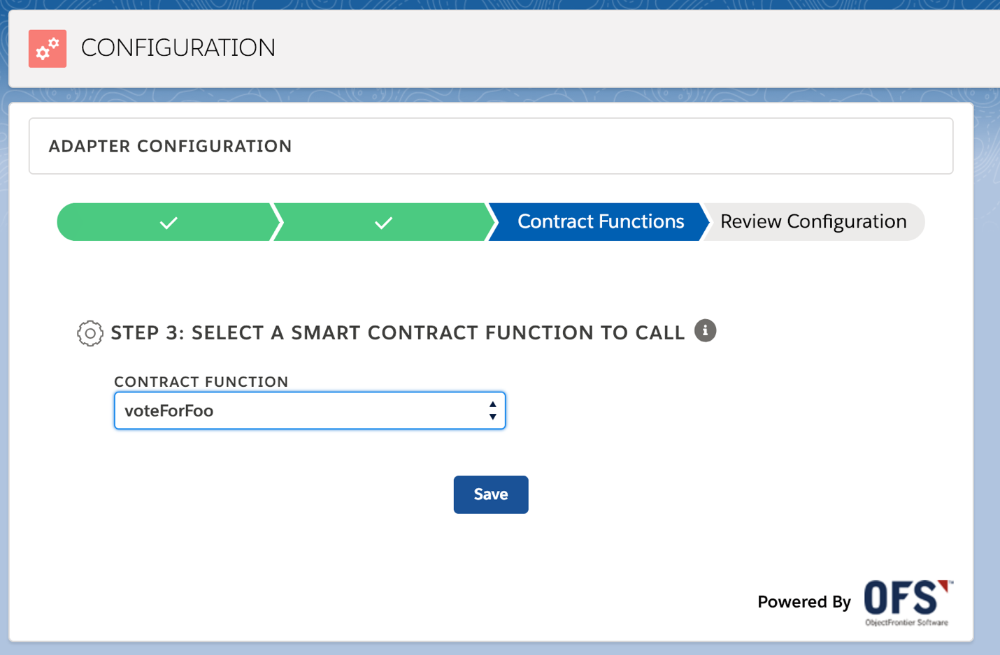 CONFIGURATION
ADAPTER CONFIGURATION
Contract Functions
Review Configuration
STEP 3: SELECT A SMART CONTRACT FUNCTION TO CALL
CONTRACT FUNCTION
voteForFoo
Save
Powered By
OFS™
ObjectFrontier Software